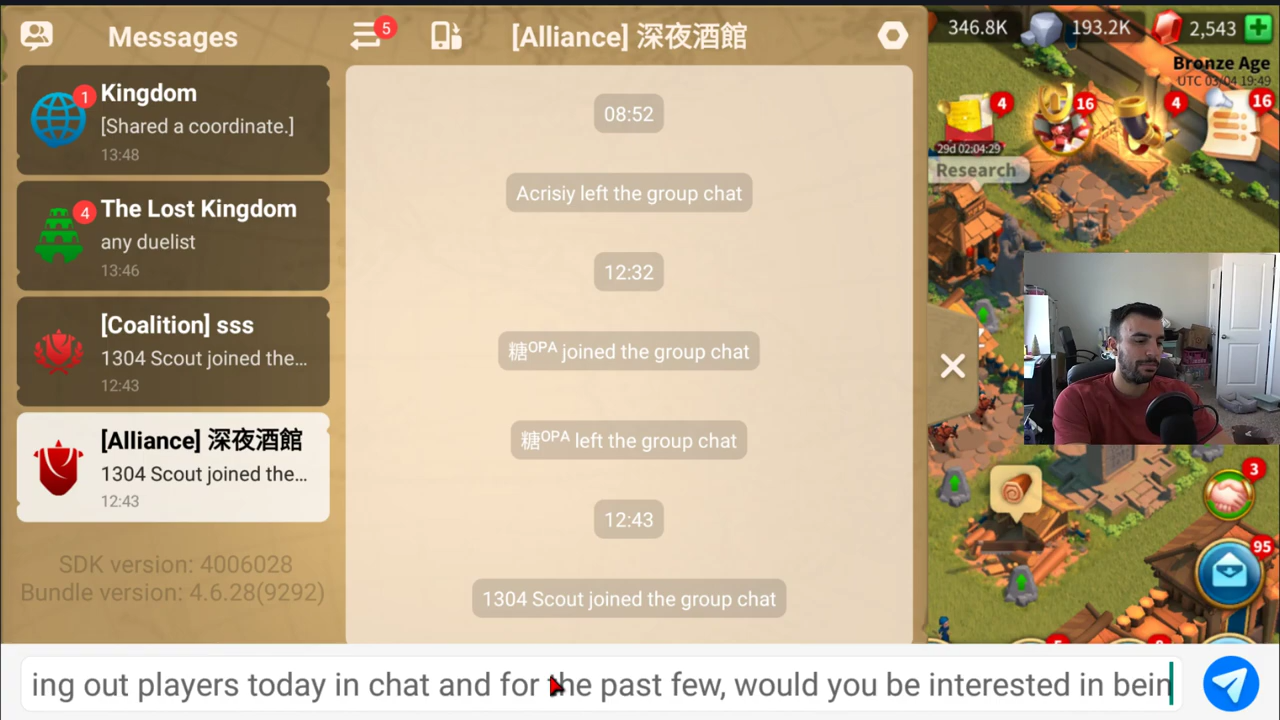 Messages
5
[Alliance] 深夜酒館
346.8K
193.2K
2,543
Bronze Age
UTC 03/04 19:49
1
Kingdom
[Shared a coordinate.]
13:48
4
The Lost Kingdom
any duelist
13:46
[Coalition] sss
1304 Scout joined the...
12:43
[Alliance] 深夜酒館
1304 Scout joined the...
12:43
SDK version: 4006028
Bundle version: 4.6.28(9292)
08:52
Acrisiy left the group chat
12:32
糖ᴼᴾᴬ joined the group chat
糖ᴼᴾᴬ left the group chat
12:43
1304 Scout joined the group chat
4
16
4
16
29d 02:04:29
Research
3
95
ing out players today in chat and for the past few, would you be interested in bein